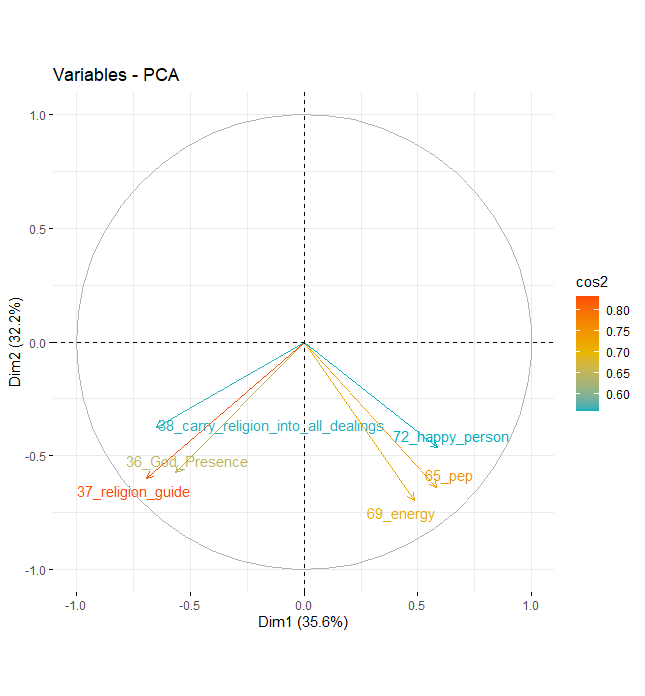 Variables - PCA
1.0
0.5
0.0
-0.5
-1.0
Dim2 (32.2%)
38_carry_religion_into_all_dealings
72_happy_person
36_God_Presence
65_pep
37_religion_guide
69_energy
-1.0
-0.5
0.0
0.5
1.0
Dim1 (35.6%)
cos2
0.80
0.75
0.70
0.65
0.60